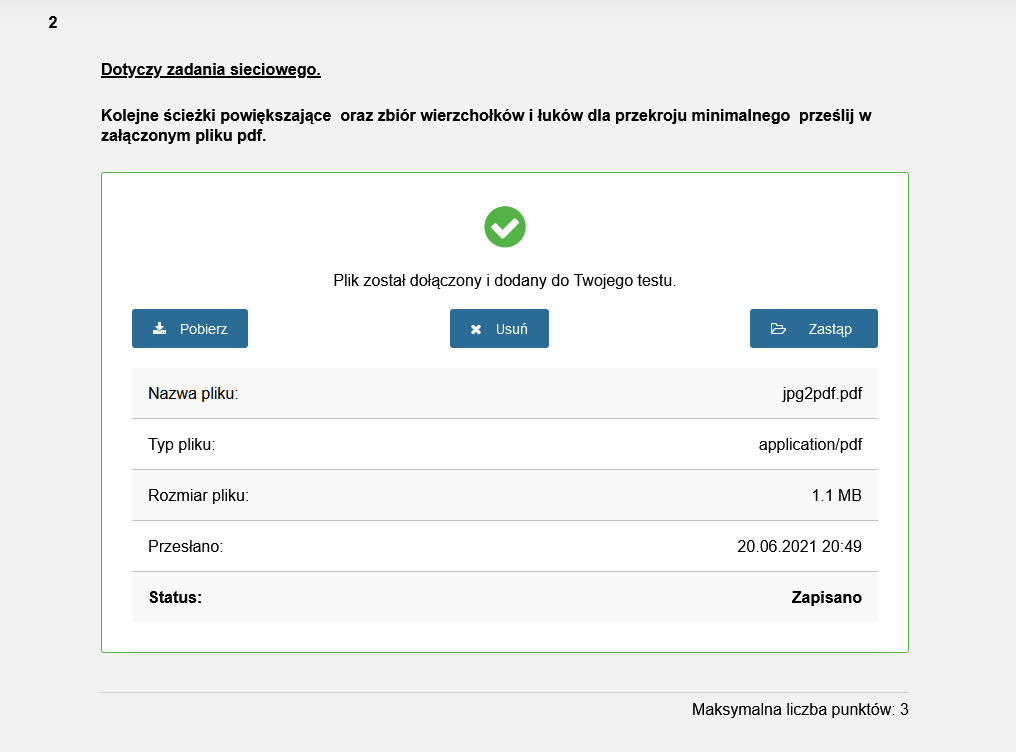 2
Dotyczy zadania sieciowego.
Kolejne ścieżki powiększające oraz zbiór wierzchołków i łuków dla przekroju minimalnego prześlij w
załączonym pliku pdf.
Plik został dołączony i dodany do Twojego testu.
Pobierz Usuń Zastąp
Nazwa pliku: jpg2pdf.pdf
Typ pliku: application/pdf
Rozmiar pliku: 1.1 MB
Przesłano: 20.06.2021 20:49
Status: Zapisano
Maksymalna liczba punktów: 3